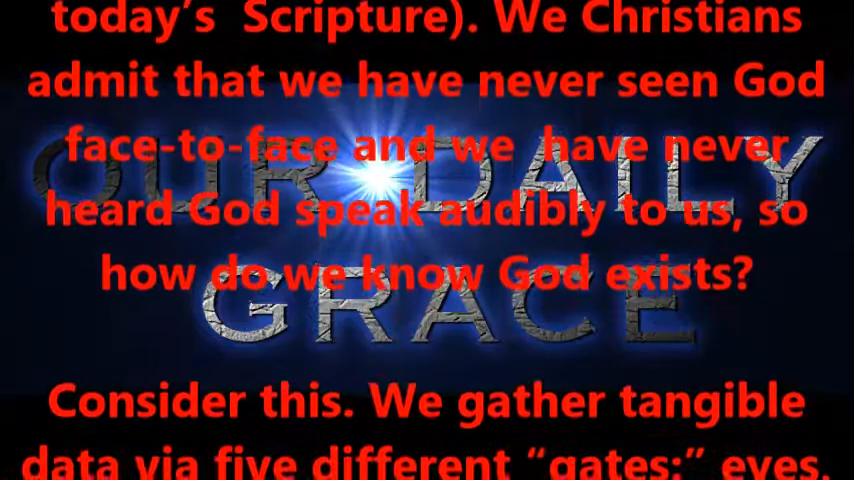 today’s Scripture). We Christians
admit that we have never seen God
face-to-face and we have never
heard God speak audibly to us, so
how do we know God exists?
Consider this. We gather tangible
data via five different “gates:” eyes,
OUR DAILY
GRACE